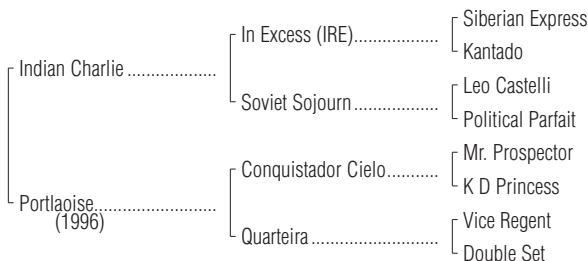 Siberian Express
In Excess (IRE)..................
Kantado
Indian Charlie ...................
Leo Castelli
Soviet Sojourn ..................
Political Parfait
Mr. Prospector
Conquistador Cielo...........
K D Princess
Portlaoise..........................
(1996)
Vice Regent
Quarteira ...........................
Double Set